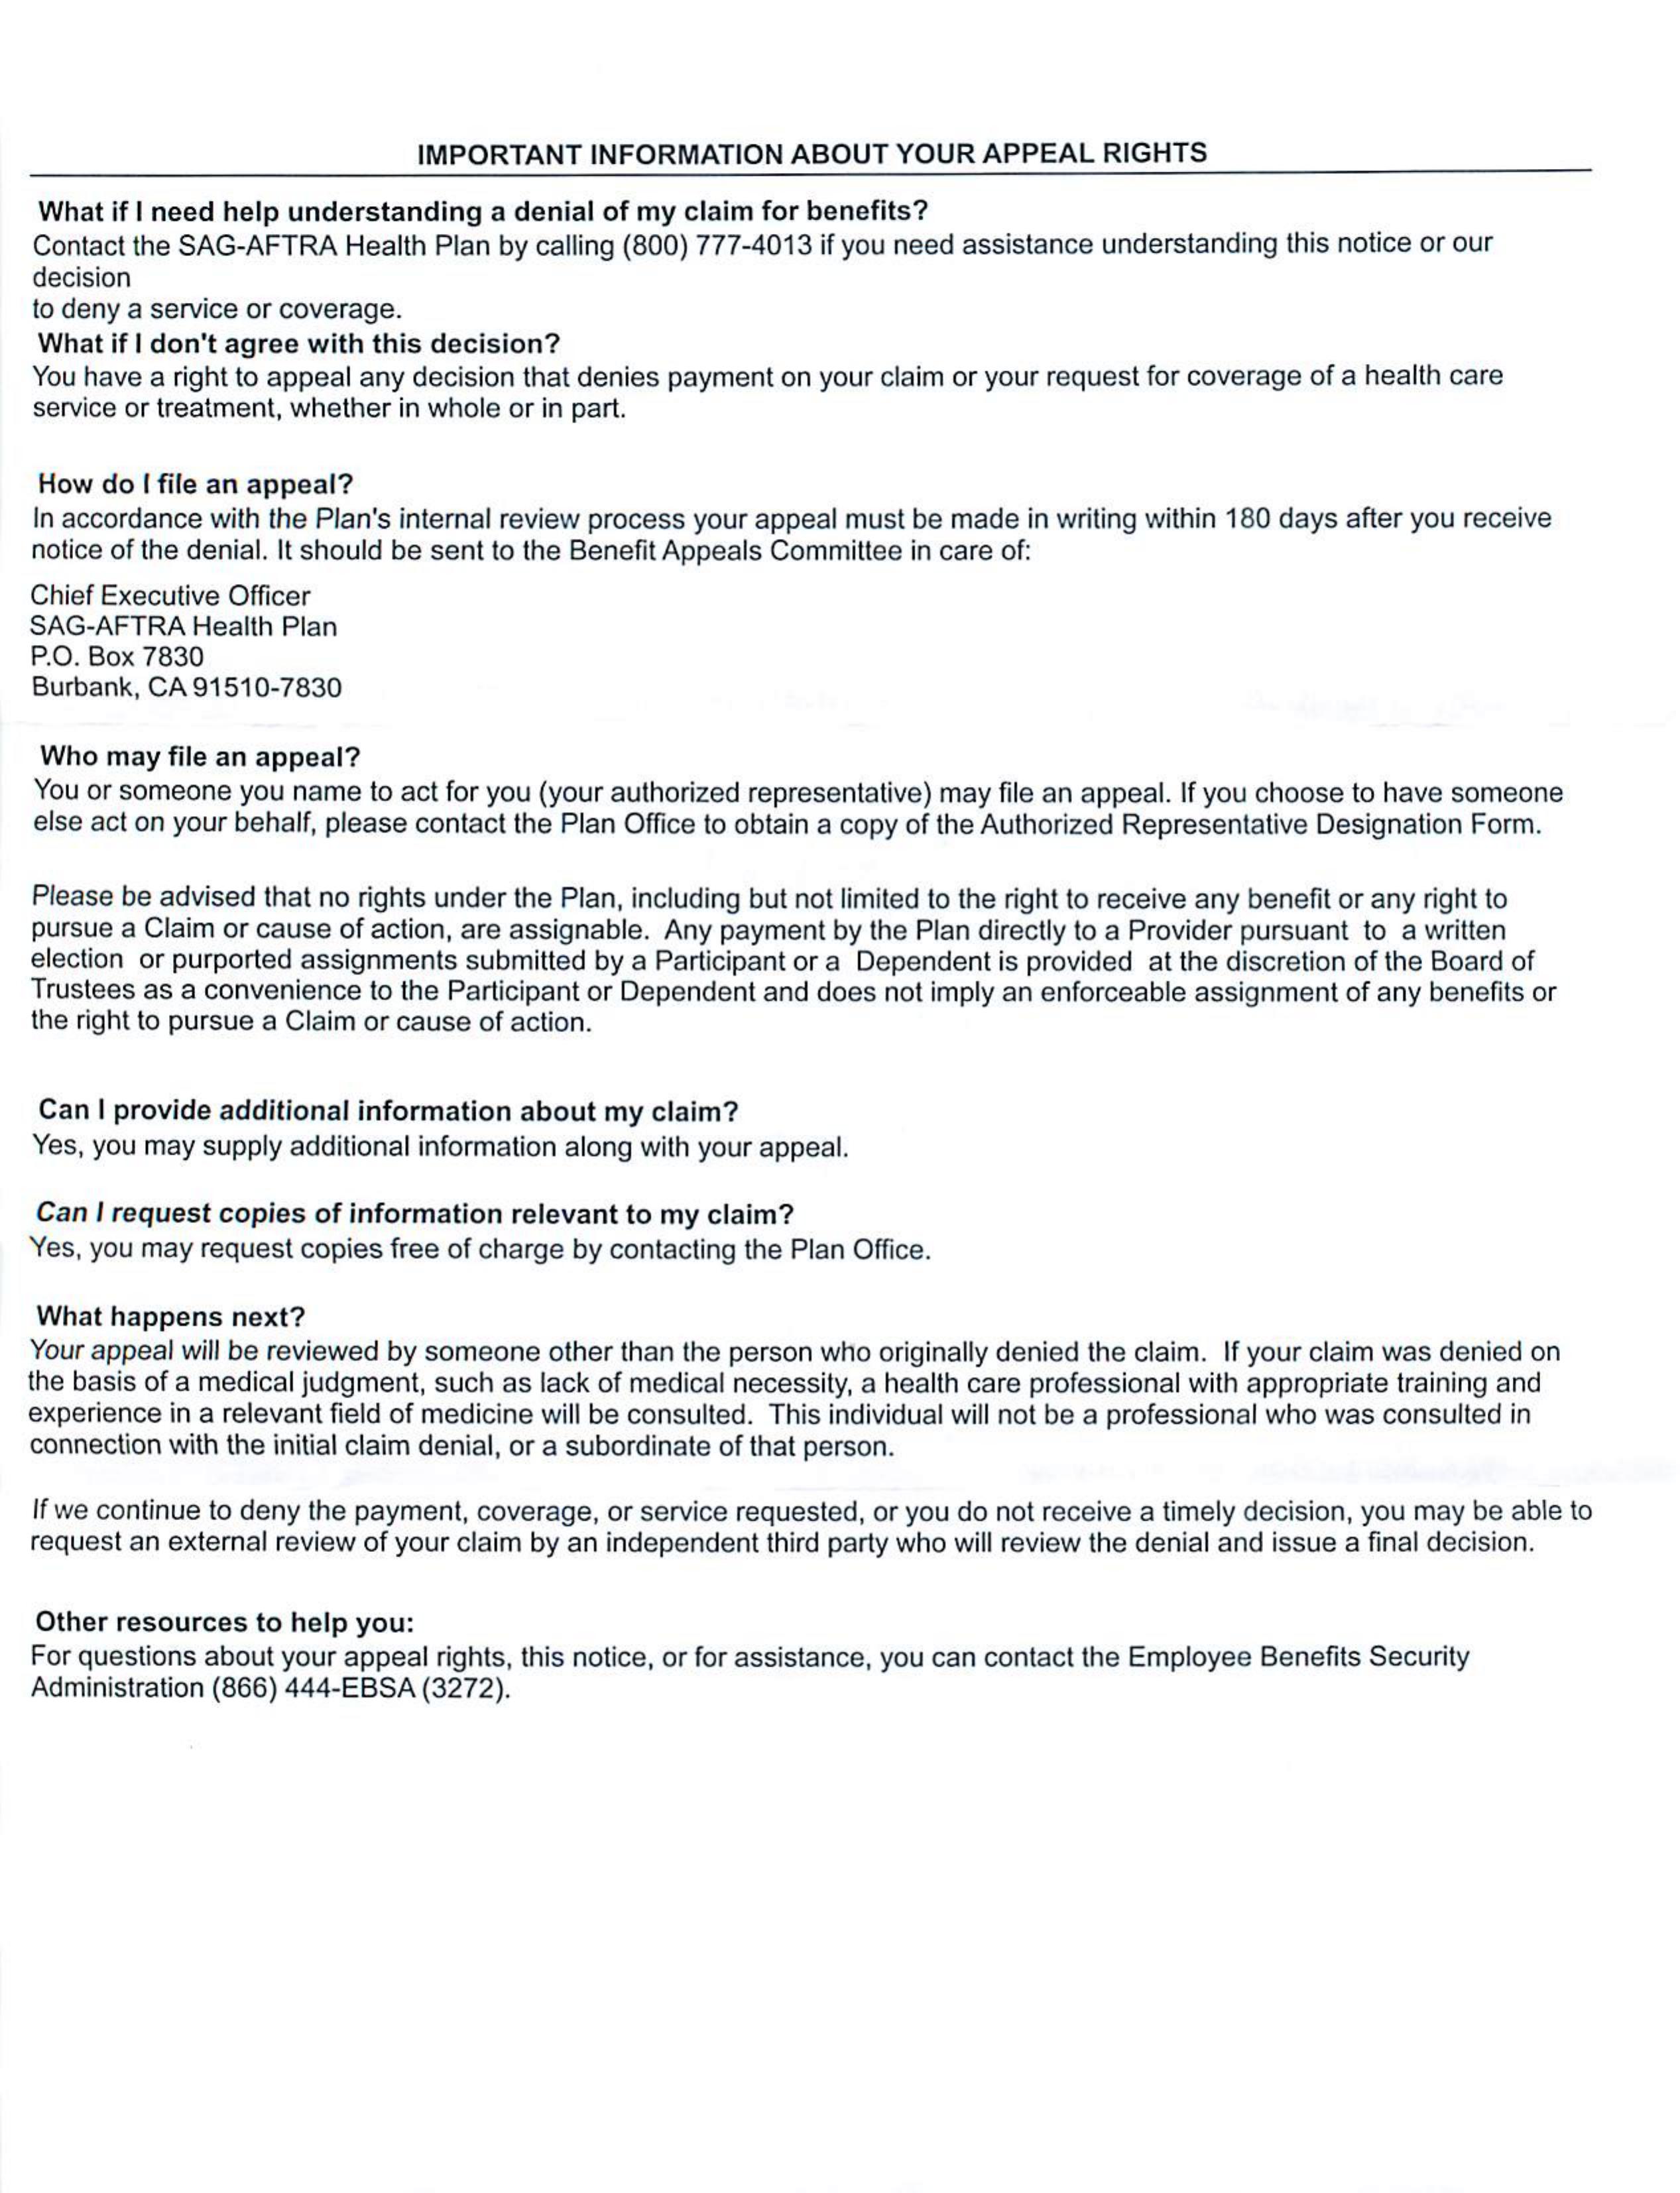 IMPORTANT INFORMATION ABOUT YOUR APPEAL RIGHTS
What if I need help understanding a denial of my claim for benefits?
Contact the SAG-AFTRA Health Plan by calling (800) 777-4013 if you need assistance understanding this notice or our
decision
to deny a service or coverage.
What if I don't agree with this decision?
You have a right to appeal any decision that denies payment on your claim or your request for coverage of a health care
service or treatment, whether in whole or in part.
How do I file an appeal?
In accordance with the Plan's internal review process your appeal must be made in writing within 180 days after you receive
notice of the denial. It should be sent to the Benefit Appeals Committee in care of:
Chief Executive Officer
SAG-AFTRA Health Plan
P.O. Box 7830
Burbank, CA 91510-7830
Who may file an appeal?
You or someone you name to act for you (your authorized representative) may file an appeal. If you choose to have someone
else act on your behalf, please contact the Plan Office to obtain a copy of the Authorized Representative Designation Form.
Please be advised that no rights under the Plan, including but not limited to the right to receive any benefit or any right to
pursue a Claim or cause of action, are assignable. Any payment by the Plan directly to a Provider pursuant to a written
election or purported assignments submitted by a Participant or a Dependent is provided at the discretion of the Board of
Trustees as a convenience to the Participant or Dependent and does not imply an enforceable assignment of any benefits or
the right to pursue a Claim or cause of action.
Can I provide additional information about my claim?
Yes, you may supply additional information along with your appeal.
Can I request copies of information relevant to my claim?
Yes, you may request copies free of charge by contacting the Plan Office.
What happens next?
Your appeal will be reviewed by someone other than the person who originally denied the claim. If your claim was denied on
the basis of a medical judgment, such as lack of medical necessity, a health care professional with appropriate training and
experience in a relevant field of medicine will be consulted. This individual will not be a professional who was consulted in
connection with the initial claim denial, or a subordinate of that person.
If we continue to deny the payment, coverage, or service requested, or you do not receive a timely decision, you may be able to
request an external review of your claim by an independent third party who will review the denial and issue a final decision.
Other resources to help you:
For questions about your appeal rights, this notice, or for assistance, you can contact the Employee Benefits Security
Administration (866) 444-EBSA (3272).